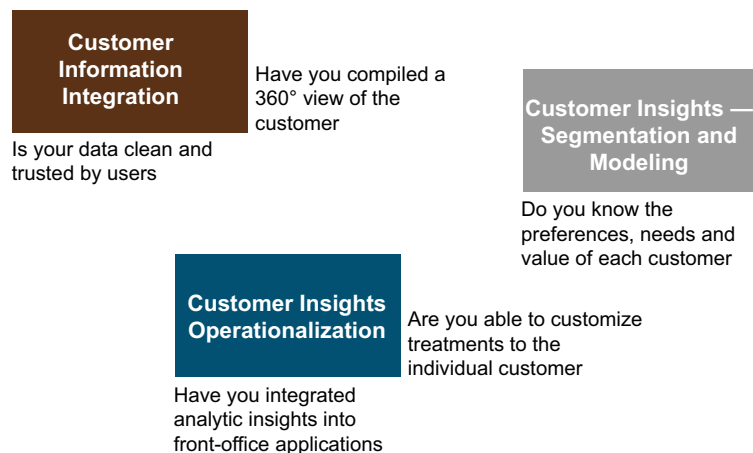 Customer
Information
Integration
Have you compiled a
360° view of the
customer
Is your data clean and
trusted by users
Customer Insights —
Segmentation and
Modeling
Do you know the
preferences, needs and
value of each customer
Customer Insights
Operationalization
Are you able to customize
treatments to the
individual customer
Have you integrated
analytic insights into
front-office applications